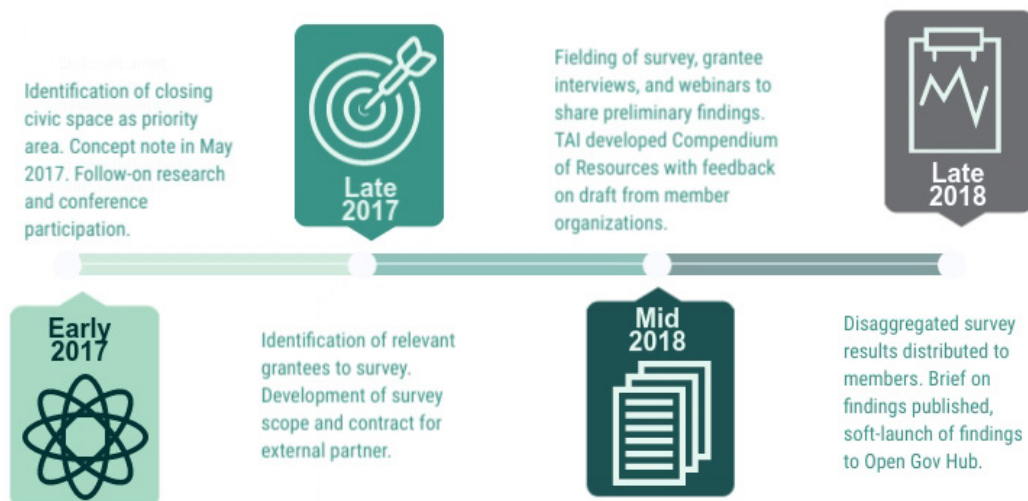 Identification of closing
civic space as priority
area. Concept note in May
2017. Follow-on research
and conference
participation.
Late
2017
Fielding of survey, grantee
interviews, and webinars to
share preliminary findings.
TAI developed Compendium
of Resources with feedback
on draft from member
organizations.
Late
2018
Early
2017
Identification of relevant
grantees to survey.
Development of survey
scope and contract for
external partner.
Mid
2018
Disaggregated survey
results distributed to
members. Brief on
findings published,
soft-launch of findings
to Open Gov Hub.